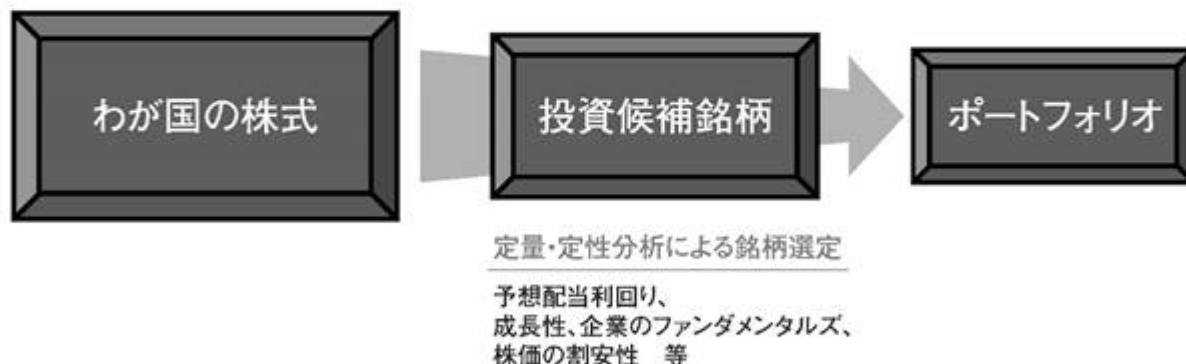 わが国の株式
投資候補銘柄
ポートフォリオ
定量・定性分析による銘柄選定
予想配当利回り、
成長性、企業のファンダメンタルズ、
株価の割安性　等